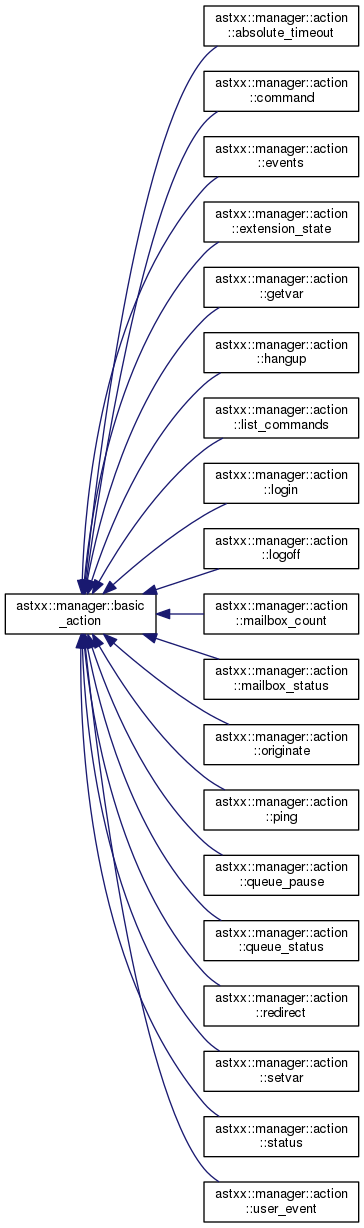 astxx::manager::action
::absolute_timeout
astxx::manager::action
::command
astxx::manager::action
::events
astxx::manager::action
::extension_state
astxx::manager::action
::getvar
astxx::manager::action
::hangup
astxx::manager::action
::list_commands
astxx::manager::action
::login
astxx::manager::action
::logoff
astxx::manager::basic
_action
astxx::manager::action
::mailbox_count
astxx::manager::action
::mailbox_status
astxx::manager::action
::originate
astxx::manager::action
::ping
astxx::manager::action
::queue_pause
astxx::manager::action
::queue_status
astxx::manager::action
::redirect
astxx::manager::action
::setvar
astxx::manager::action
::status
astxx::manager::action
::user_event